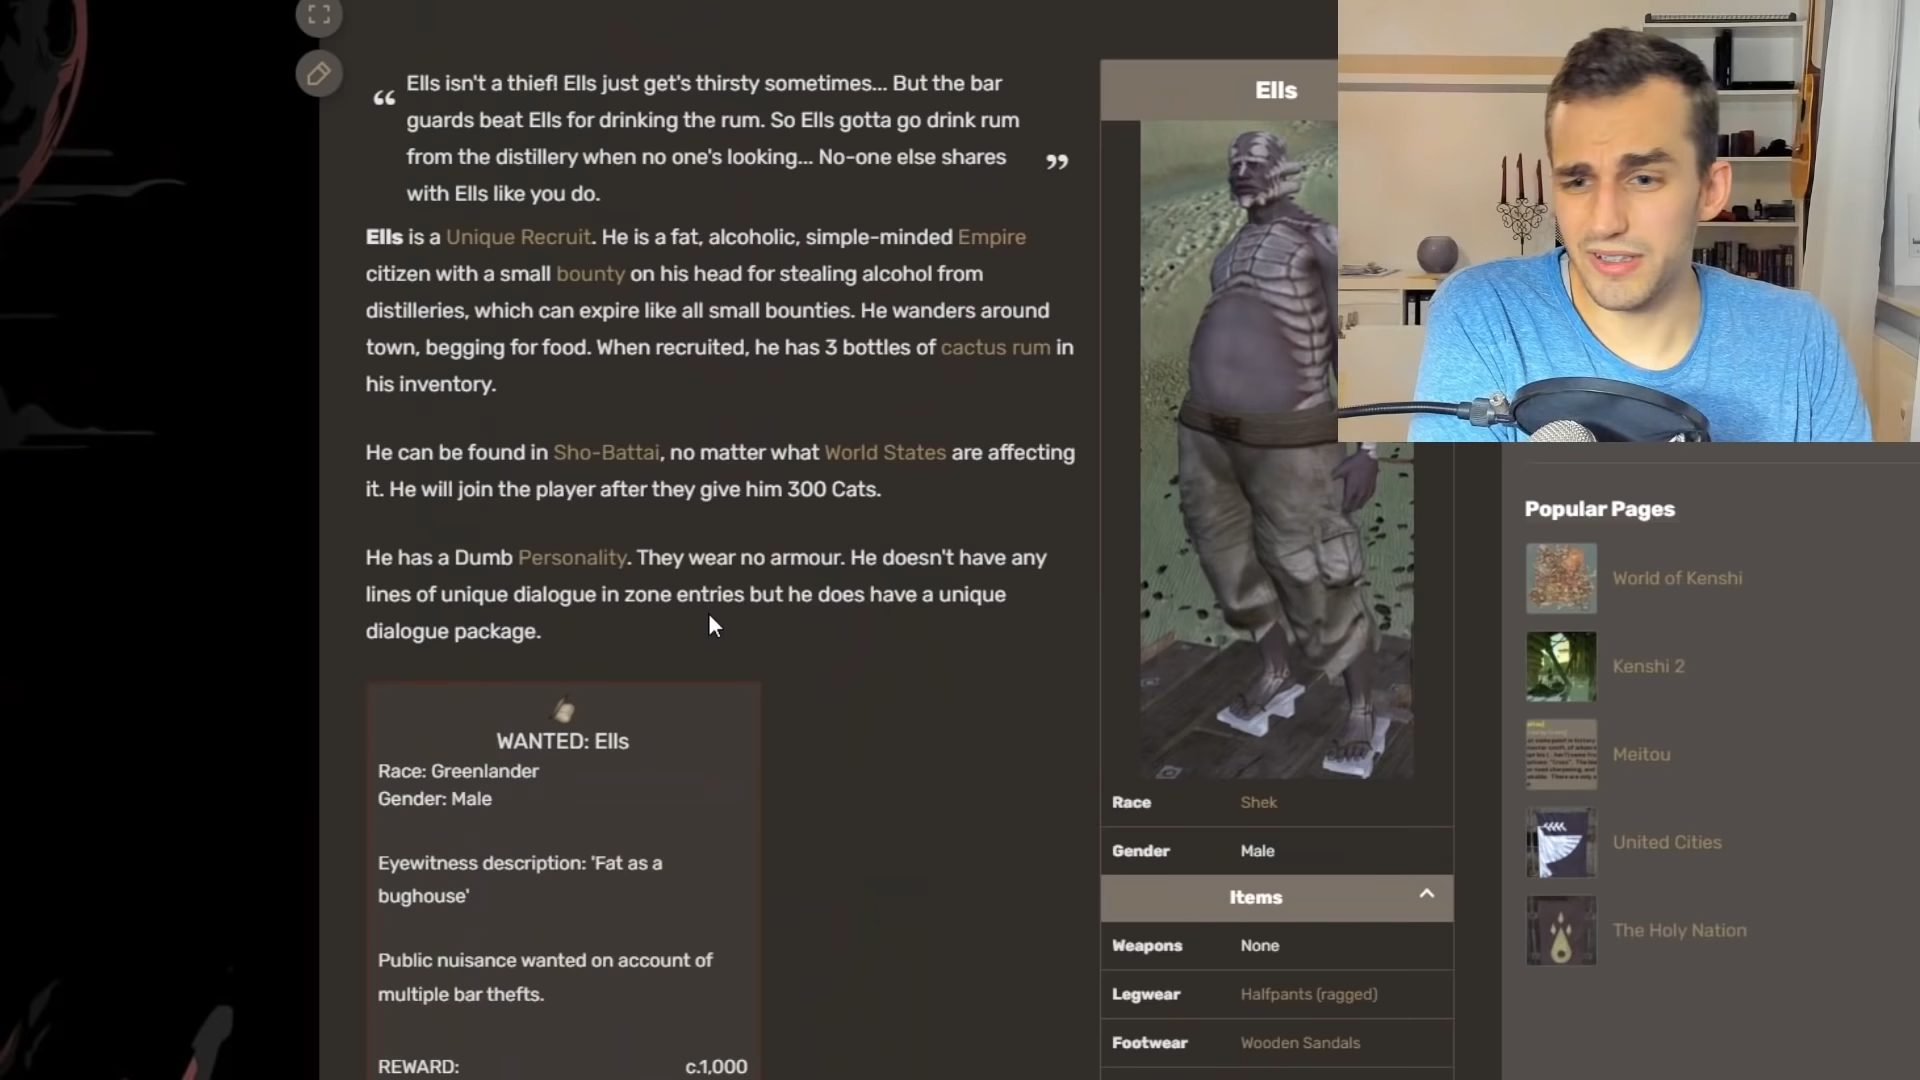 Ells isn't a thief! Ells just get's thirsty sometimes... But the bar
guards beat Ells for drinking the rum. So Ells gotta go drink rum
from the distillery when no one's looking... No-one else shares
with Ells like you do.
Ells is a Unique Recruit. He is a fat, alcoholic, simple-minded Empire
citizen with a small bounty on his head for stealing alcohol from
distilleries, which can expire like all small bounties. He wanders around
town, begging for food. When recruited, he has 3 bottles of cactus rum in
his inventory.
He can be found in Sho-Battai, no matter what World States are affecting
it. He will join the player after they give him 300 Cats.
He has a Dumb Personality. They wear no armour. He doesn't have any
lines of unique dialogue in zone entries but he does have a unique
dialogue package.
WANTED: Ells
Race: Greenlander
Gender: Male
Eyewitness description: 'Fat as a
bughouse'
Public nuisance wanted on account of
multiple bar thefts.
REWARD: c.1,000
Ells
Race Shek
Gender Male
Items
Weapons None
Legwear Halfpants (ragged)
Footwear Wooden Sandals
Popular Pages
World of Kenshi
Kenshi 2
Meitou
United Cities
The Holy Nation